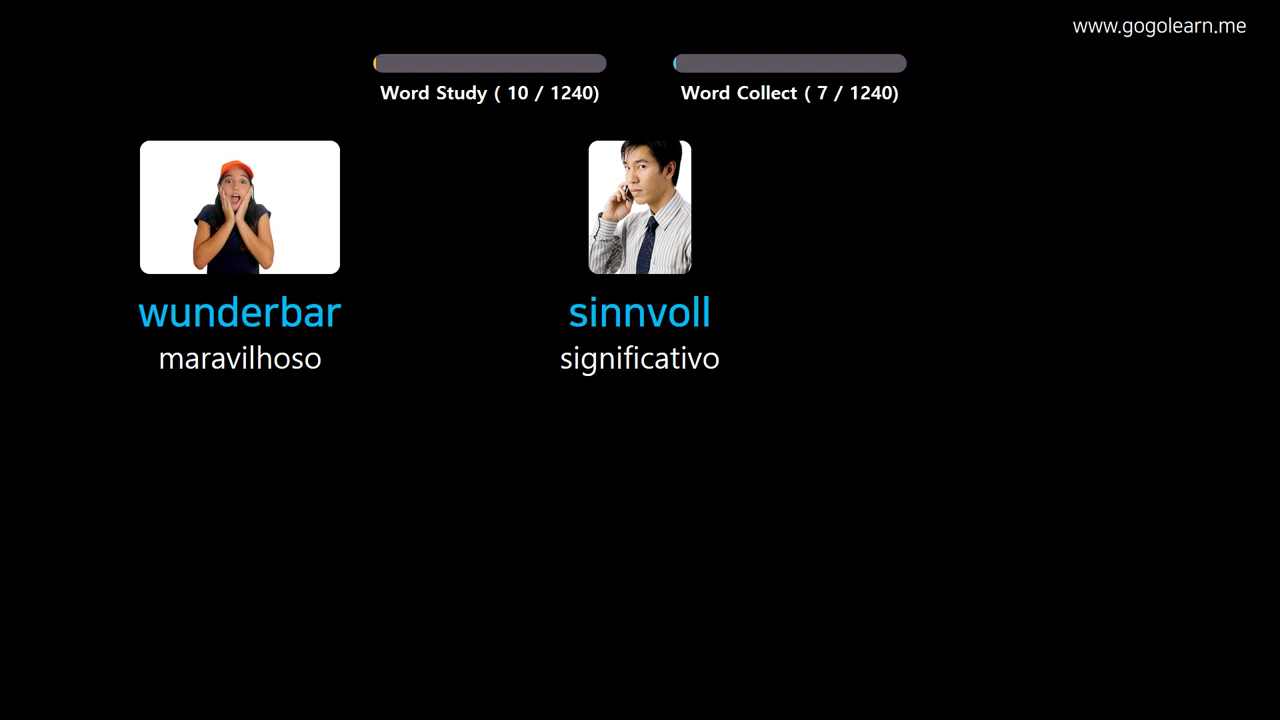 www.gogolearn.me
Word Study ( 10 / 1240)
Word Collect ( 7 / 1240)
wunderbar
maravilhoso
sinnvoll
significativo